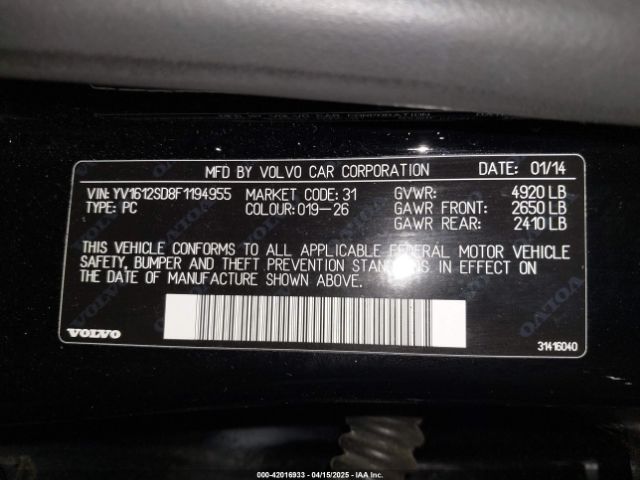 MFD BY VOLVO CAR CORPORATION DATE: 01/14
VIN: YV1612SD8F1194955 MARKET CODE: 31 GVWR: 4920 LB
TYPE: PC COLOUR: 019-26 GAWR FRONT: 2650 LB
GAWR REAR: 2410 LB
THIS VEHICLE CONFORMS TO ALL APPLICABLE FEDERAL MOTOR VEHICLE
SAFETY, BUMPER AND THEFT PREVENTION STANDARDS IN EFFECT ON
THE DATE OF MANUFACTURE SHOWN ABOVE.
VOLVO
31416040
000-42016933 - 04/15/2025 - IAA Inc.